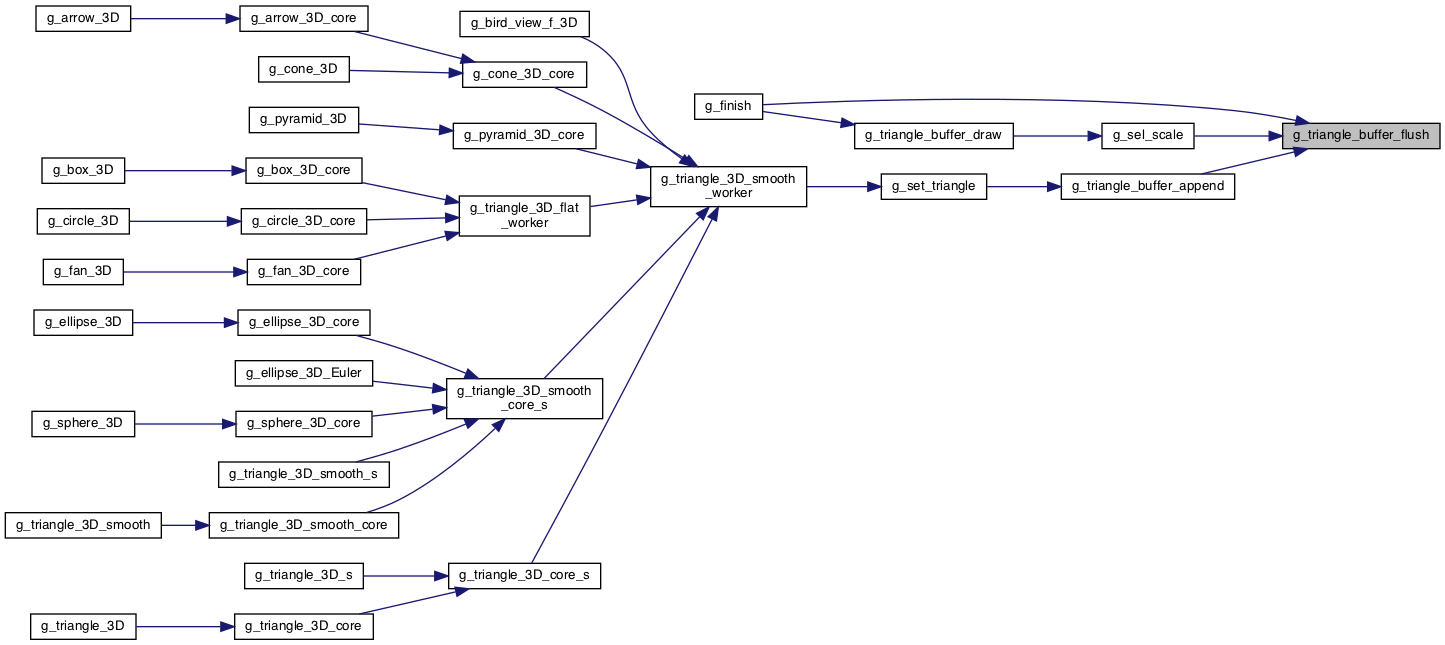 g_arrow_3D
g_arrow_3D_core
g_bird_view_f_3D
g_cone_3D
g_cone_3D_core
g_finish
g_pyramid_3D
g_pyramid_3D_core
g_triangle_buffer_draw
g_sel_scale
g_triangle_buffer_flush
g_box_3D
g_box_3D_core
g_triangle_3D_smooth
_worker
g_set_triangle
g_triangle_buffer_append
g_circle_3D
g_circle_3D_core
g_triangle_3D_flat
_worker
g_fan_3D
g_fan_3D_core
g_ellipse_3D
g_ellipse_3D_core
g_ellipse_3D_Euler
g_triangle_3D_smooth
_core_s
g_sphere_3D
g_sphere_3D_core
g_triangle_3D_smooth_s
g_triangle_3D_smooth
g_triangle_3D_smooth_core
g_triangle_3D_s
g_triangle_3D_core_s
g_triangle_3D
g_triangle_3D_core